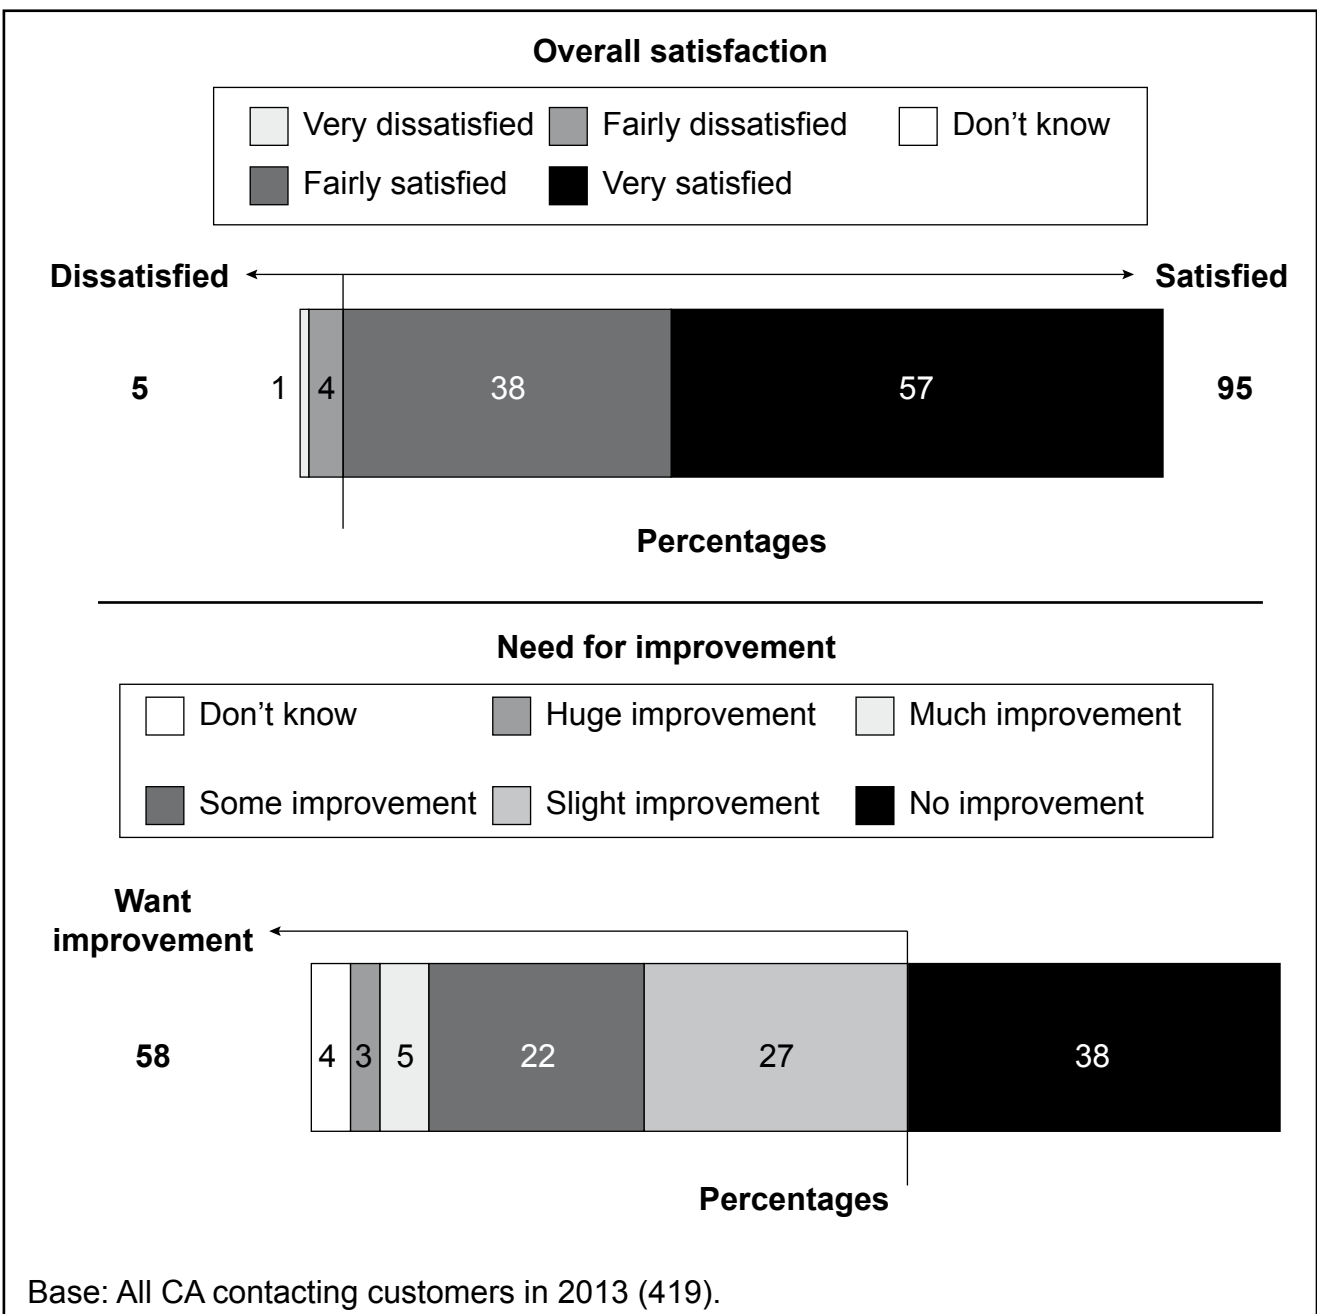 Overall satisfaction
Very dissatisfied Fairly dissatisfied Don't know
Fairly satisfied Very satisfied
Dissatisfied Satisfied
5 1 4 38 57 95
Percentages
Need for improvement
Don't know Huge improvement Much improvement
Some improvement Slight improvement No improvement
Want
improvement
58 4 3 5 22 27 38
Percentages
Base: All CA contacting customers in 2013 (419).